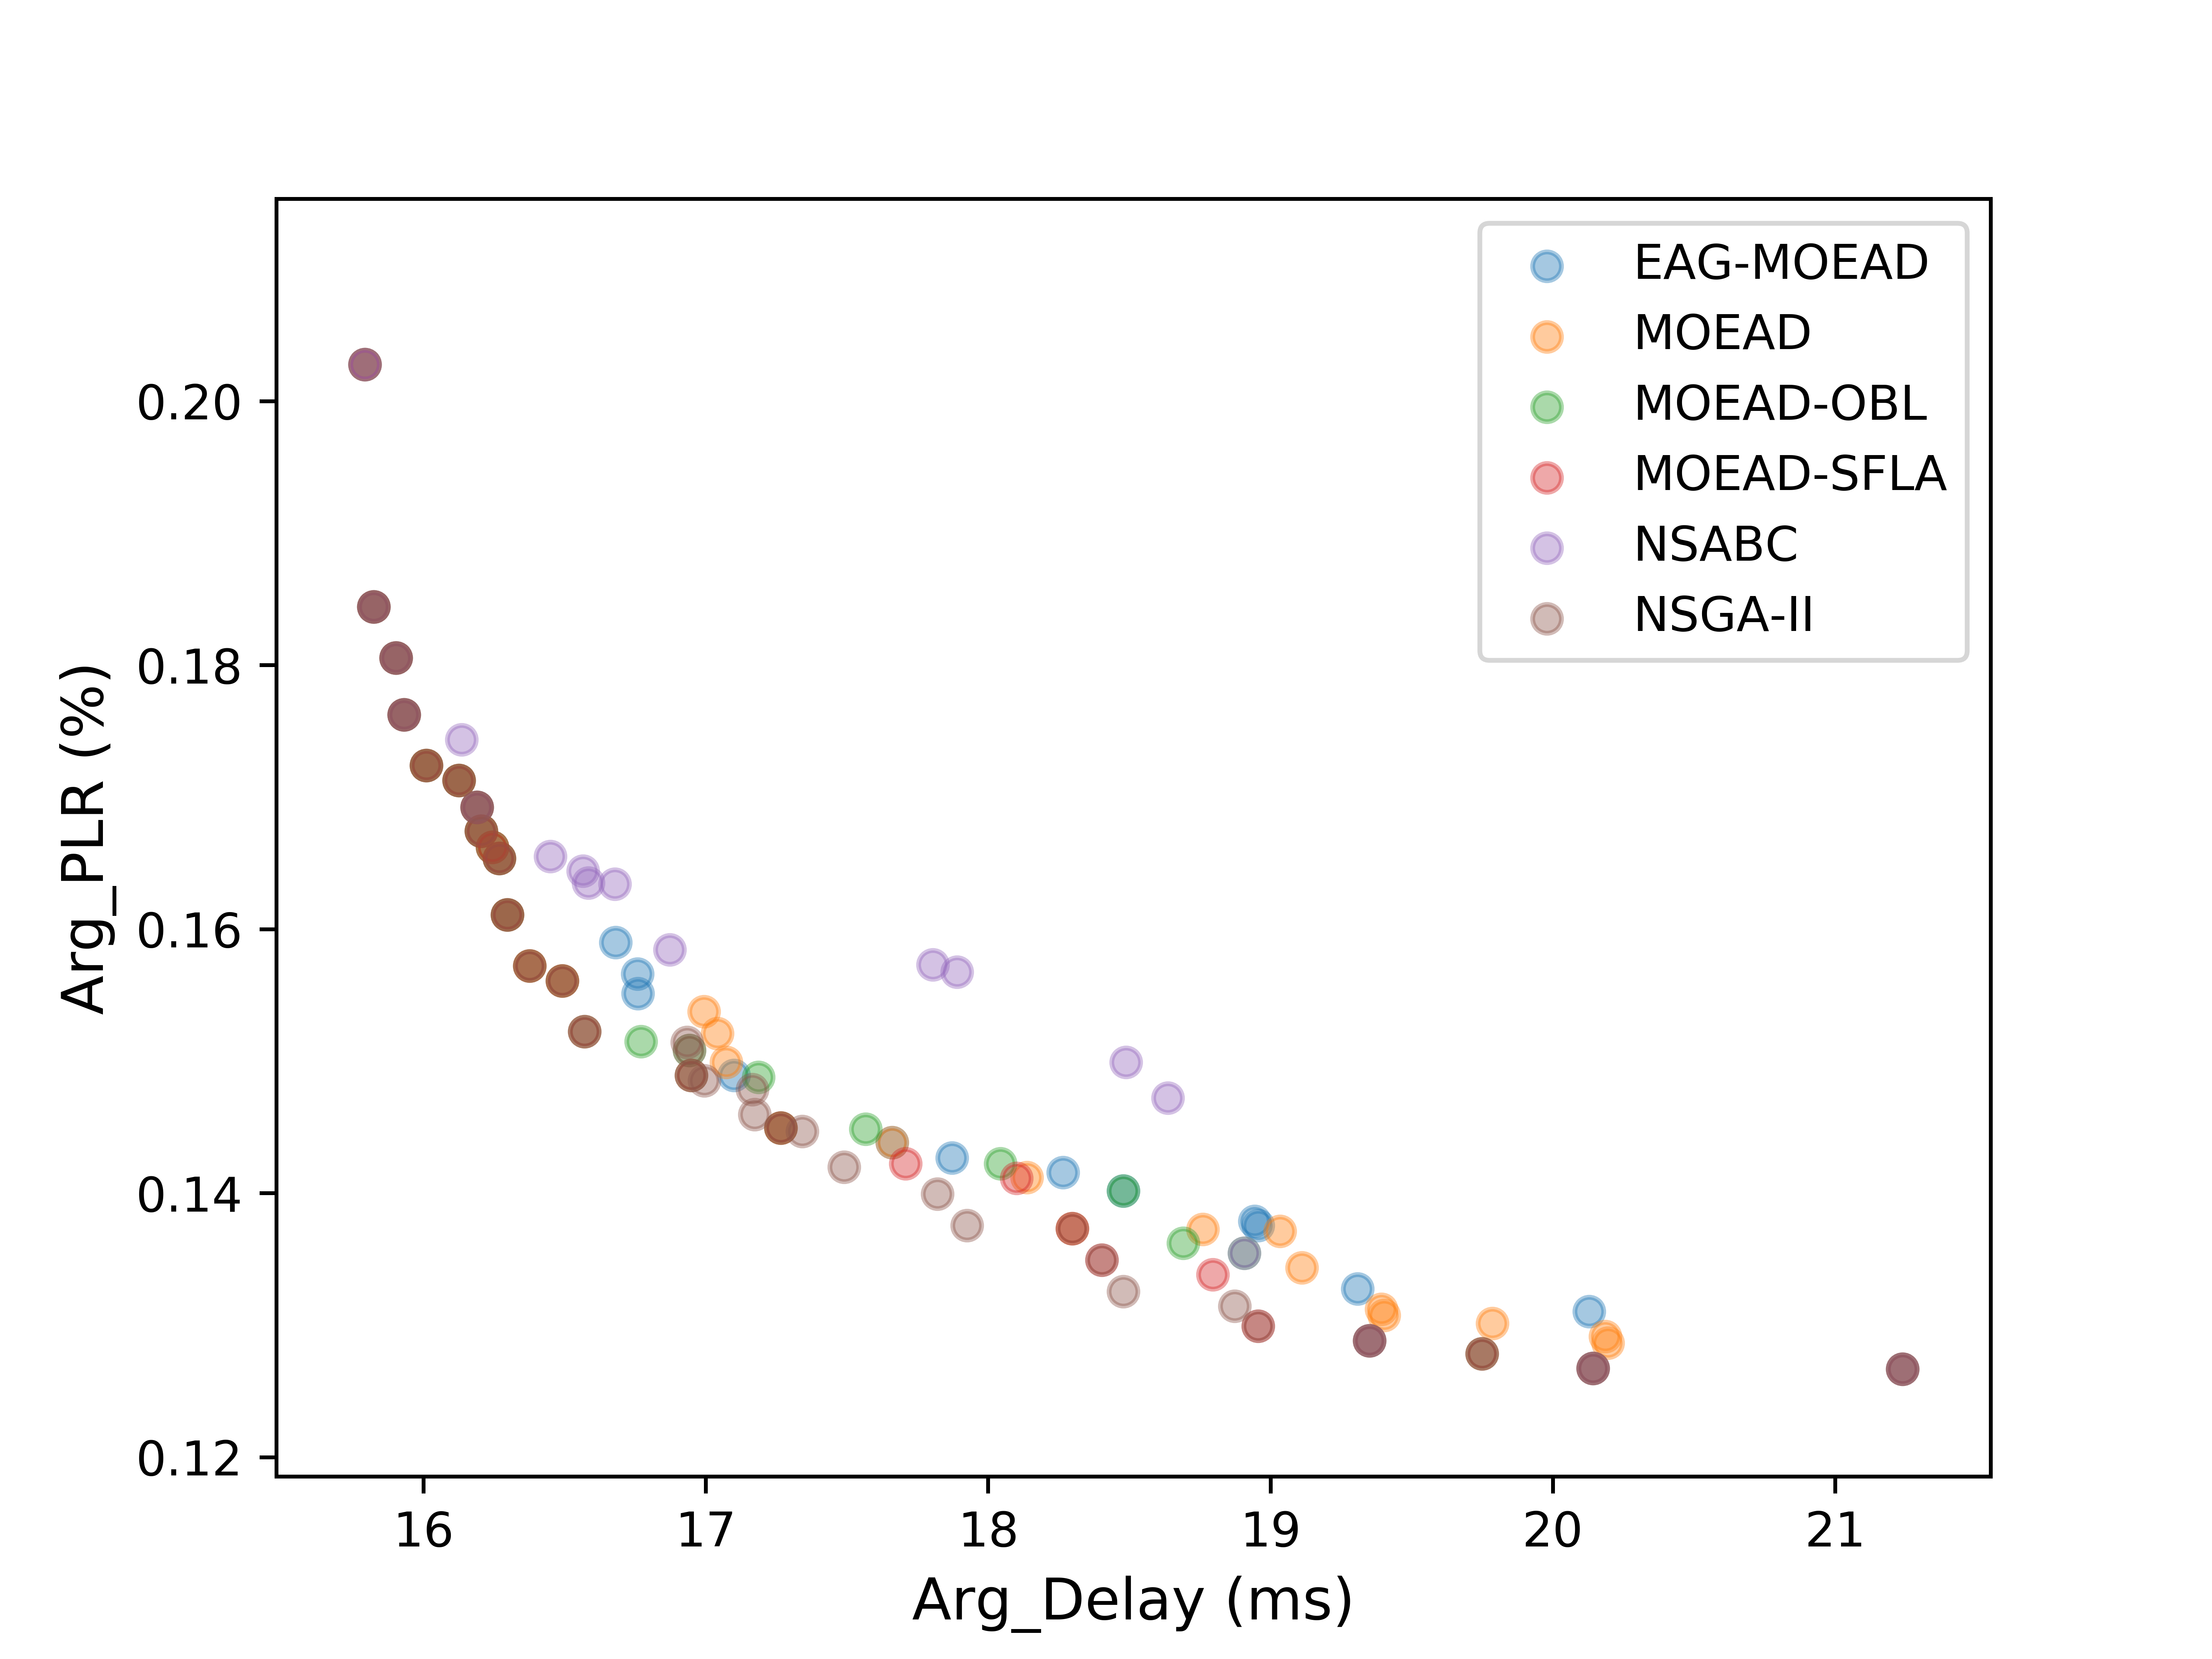 EAG-MOEAD
MOEAD
MOEAD-OBL
MOEAD-SFLA
NSABC
NSGA-II
Arg_PLR (%)
0.20
0.18
0.16
0.14
0.12
16 17 18 19 20 21
Arg_Delay (ms)